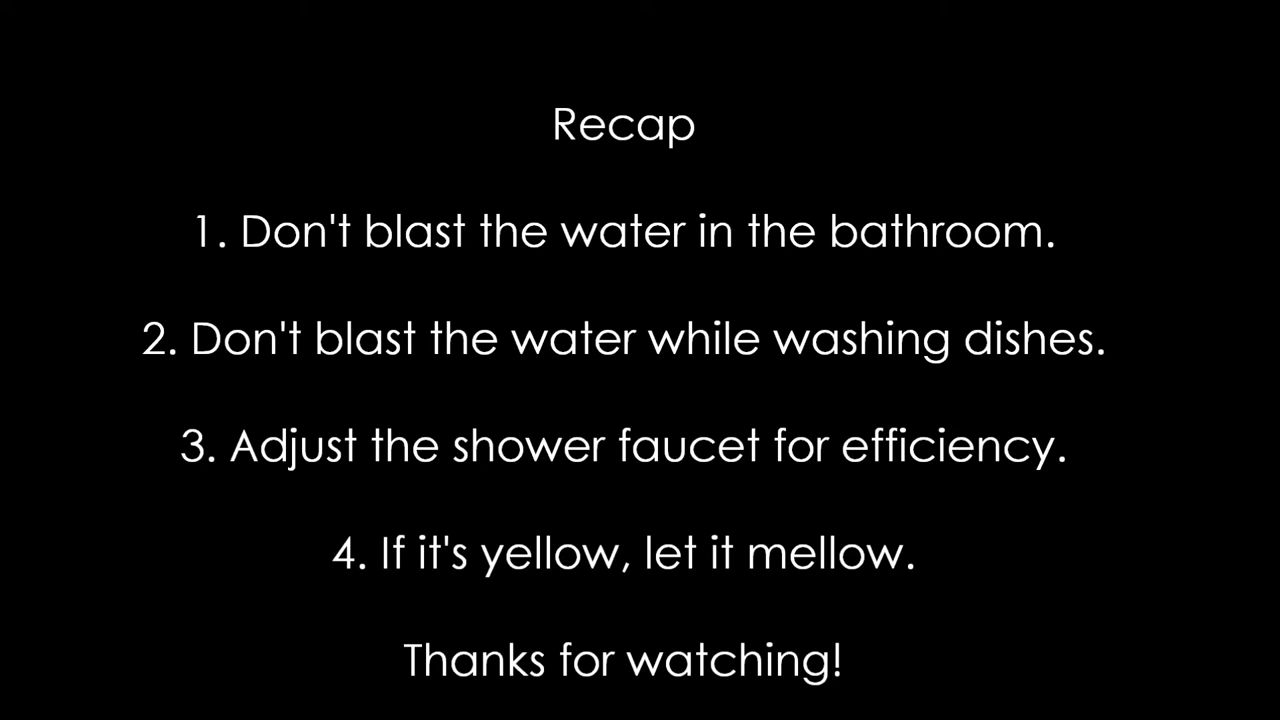 Recap
1. Don't blast the water in the bathroom.
2. Don't blast the water while washing dishes.
3. Adjust the shower faucet for efficiency.
4. If it's yellow, let it mellow.
Thanks for watching!